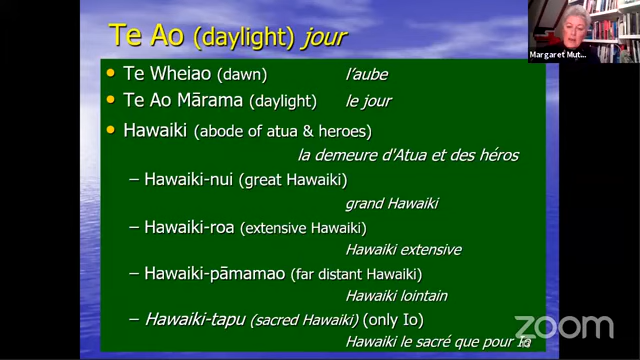 Te Ao (daylight) jour
• Te Wheiao (dawn) l'aube
• Te Ao Mārama (daylight) le jour
• Hawaiki (abode of atua & heroes)
la demeure d'Atua et des héros
– Hawaiki-nui (great Hawaiki)
grand Hawaiki
– Hawaiki-roa (extensive Hawaiki)
Hawaiki extensive
– Hawaiki-pāmamao (far distant Hawaiki)
Hawaiki lointain
– Hawaiki-tapu (sacred Hawaiki) (only Io)
Hawaiki le sacré que pour Io
Margaret Mut...
zoom